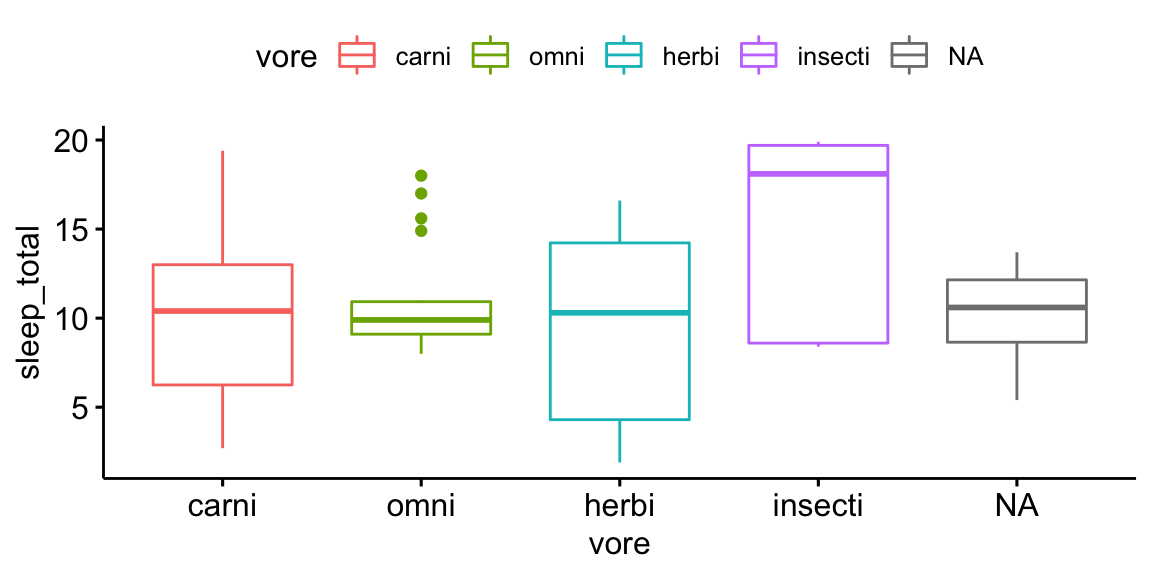 vore carni omni herbi insecti NA
sleep_total
20
15
10
5
carni omni herbi insecti NA
vore